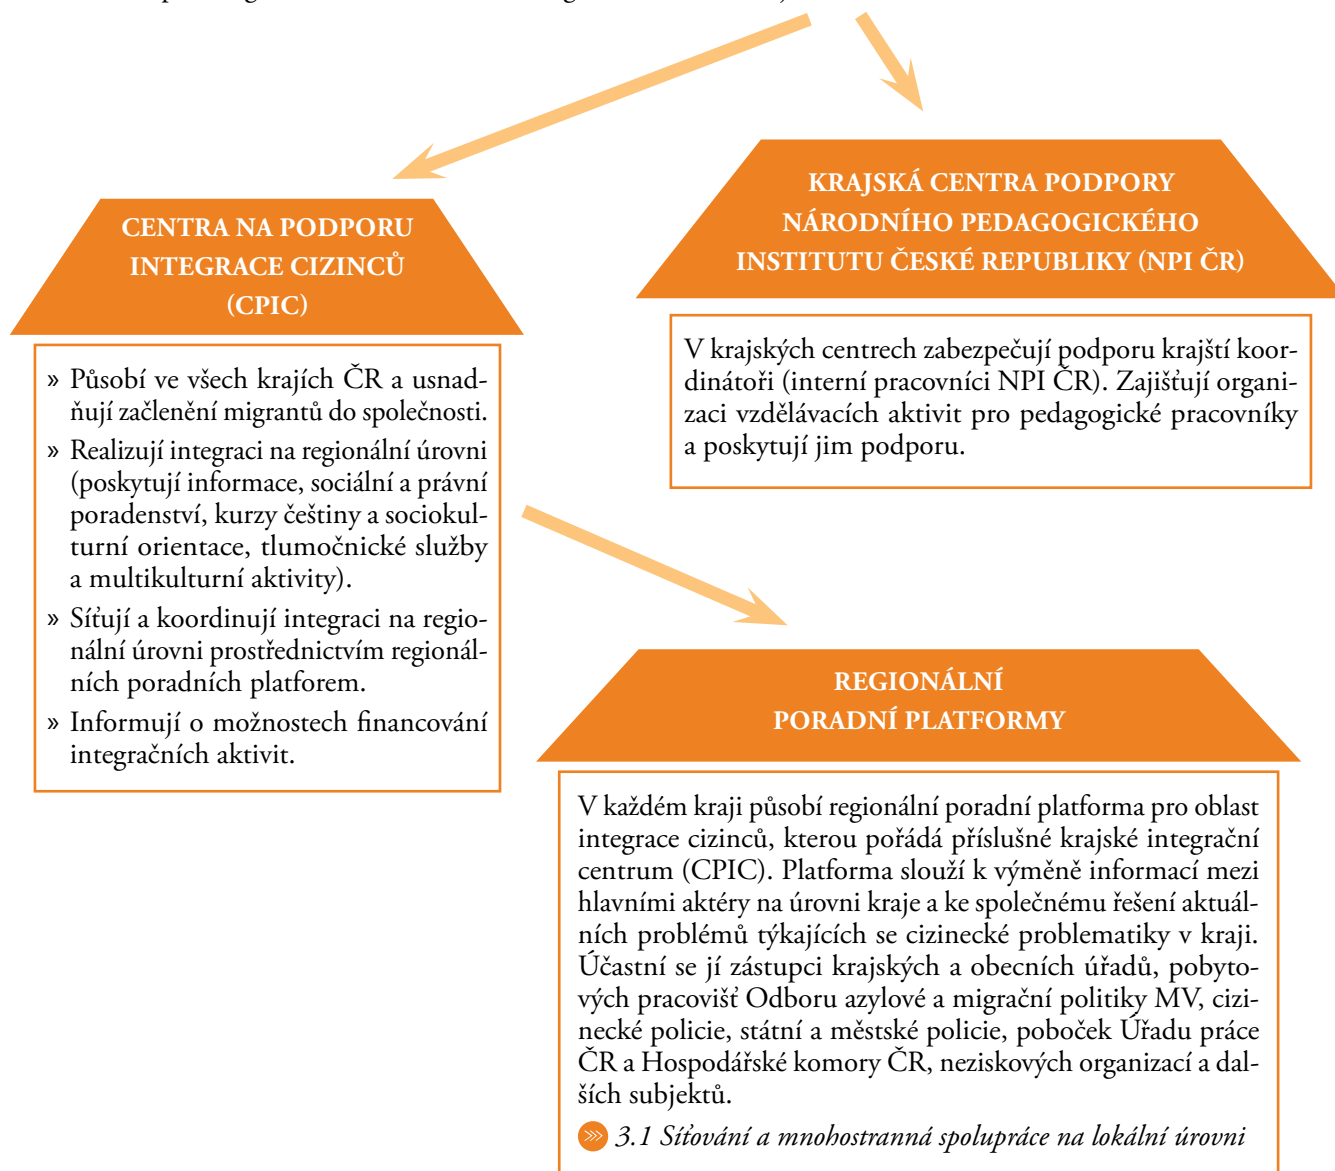 CENTRA NA PODPORU
INTEGRACE CIZINCŮ
(CPIC)
» Působí ve všech krajích ČR a usnad-
ňují začlenění migrantů do společnosti.
» Realizují integraci na regionální úrovni
(poskytují informace, sociální a právní
poradenství, kurzy češtiny a sociokul-
turní orientace, tlumočnické služby
a multikulturní aktivity).
» Síťují a koordinují integraci na regio-
nální úrovni prostřednictvím regionál-
ních poradních platforem.
» Informují o možnostech financování
integračních aktivit.
KRAJSKÁ CENTRA PODPORY
NÁRODNÍHO PEDAGOGICKÉHO
INSTITUTU ČESKÉ REPUBLIKY (NPI ČR)
V krajských centrech zabezpečují podporu krajští koor-
dinátoři (interní pracovníci NPI ČR). Zajišťují organi-
zaci vzdělávacích aktivit pro pedagogické pracovníky
a poskytují jim podporu.
REGIONÁLNÍ
PORADNÍ PLATFORMY
V každém kraji působí regionální poradní platforma pro oblast
integrace cizinců, kterou pořádá příslušné krajské integrační
centrum (CPIC). Platforma slouží k výměně informací mezi
hlavními aktéry na úrovni kraje a ke společnému řešení aktuál-
ních problémů týkajících se cizinecké problematiky v kraji.
Účastní se jí zástupci krajských a obecních úřadů, pobyto-
vých pracovišť Odboru azylové a migrační politiky MV, cizi-
necké policie, státní a městské policie, poboček Úřadu práce
ČR a Hospodářské komory ČR, neziskových organizací a dal-
ších subjektů.
3.1 Síťování a mnohostranná spolupráce na lokální úrovni